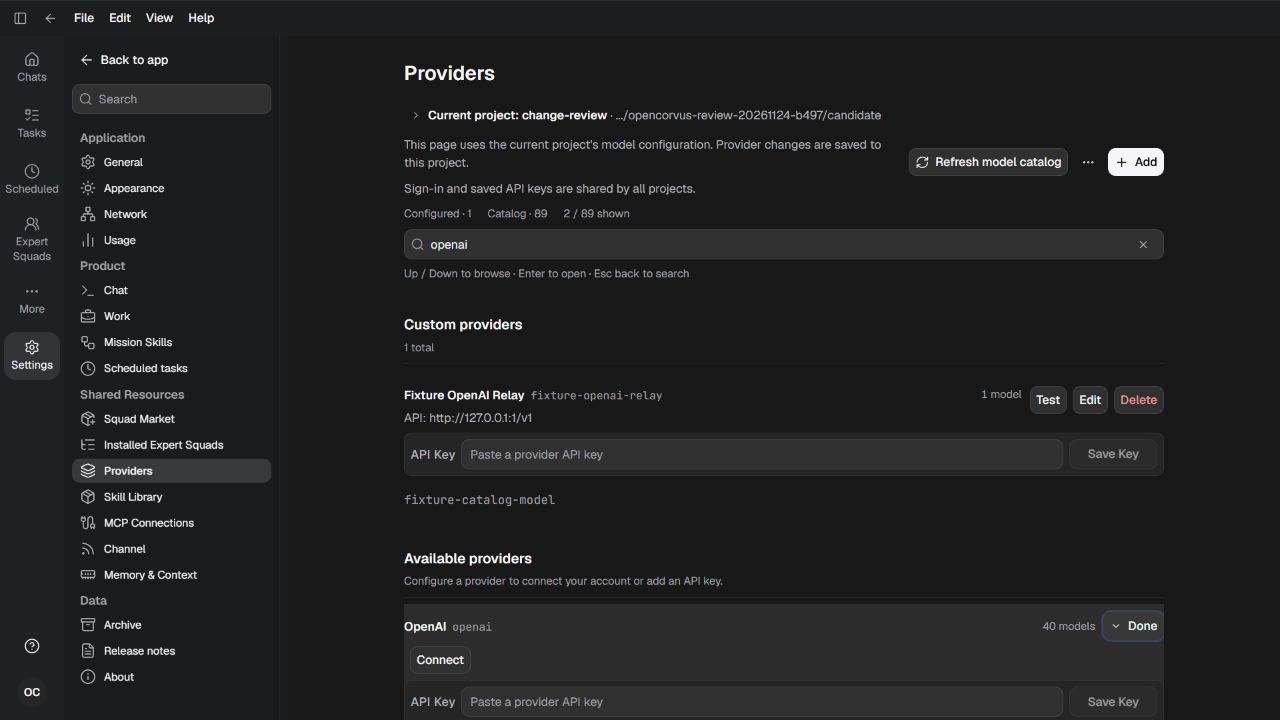 File Edit View Help
Chats
Tasks
Scheduled
Expert
Squads
More
Settings
OC
Back to app
Search
Application
General
Appearance
Network
Usage
Product
Chat
Work
Mission Skills
Scheduled tasks
Shared Resources
Squad Market
Installed Expert Squads
Providers
Skill Library
MCP Connections
Channel
Memory & Context
Data
Archive
Release notes
About
Providers
Current project: change-review · .../opencorvus-review-20261124-b497/candidate
This page uses the current project's model configuration. Provider changes are saved to
this project.
Sign-in and saved API keys are shared by all projects.
Refresh model catalog ··· + Add
Configured · 1 Catalog · 89 2 / 89 shown
openai
Up / Down to browse · Enter to open · Esc back to search
Custom providers
1 total
Fixture OpenAI Relay fixture-openai-relay 1 model Test Edit Delete
API: http://127.0.0.1:1/v1
API Key Paste a provider API key Save Key
fixture-catalog-model
Available providers
Configure a provider to connect your account or add an API key.
OpenAI openai 40 models Done
Connect
API Key Paste a provider API key Save Key